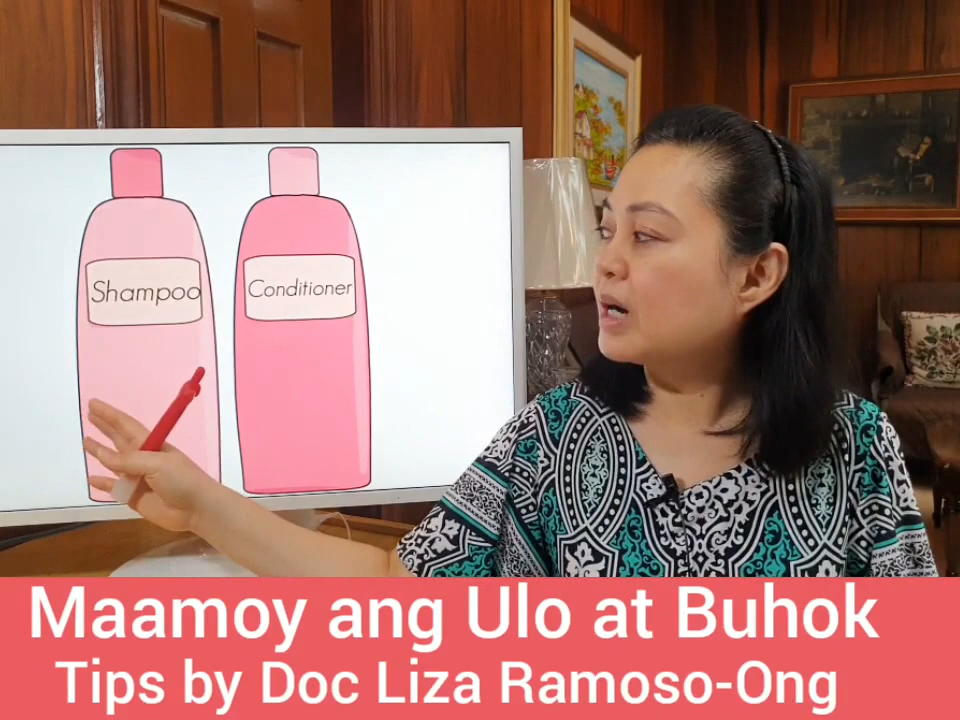 Shampoo
Conditioner
Maamoy ang Ulo at Buhok
Tips by Doc Liza Ramoso-Ong